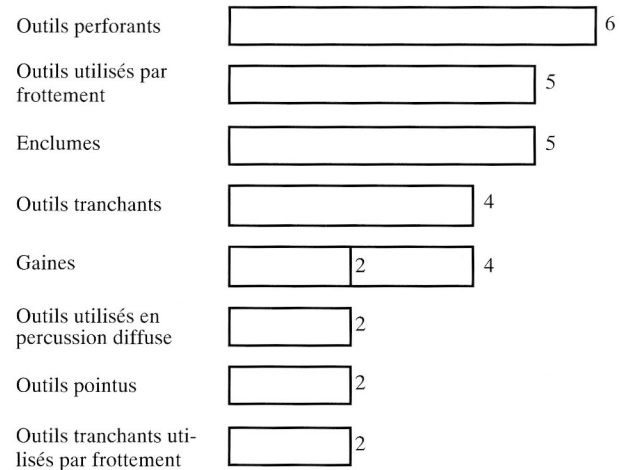 Outils perforants 6
Outils utilisés par
frottement 5
Enclumes 5
Outils tranchants 4
Gaines 2 4
Outils utilisés en
percussion diffuse 2
Outils pointus 2
Outils tranchants uti-
lisés par frottement 2